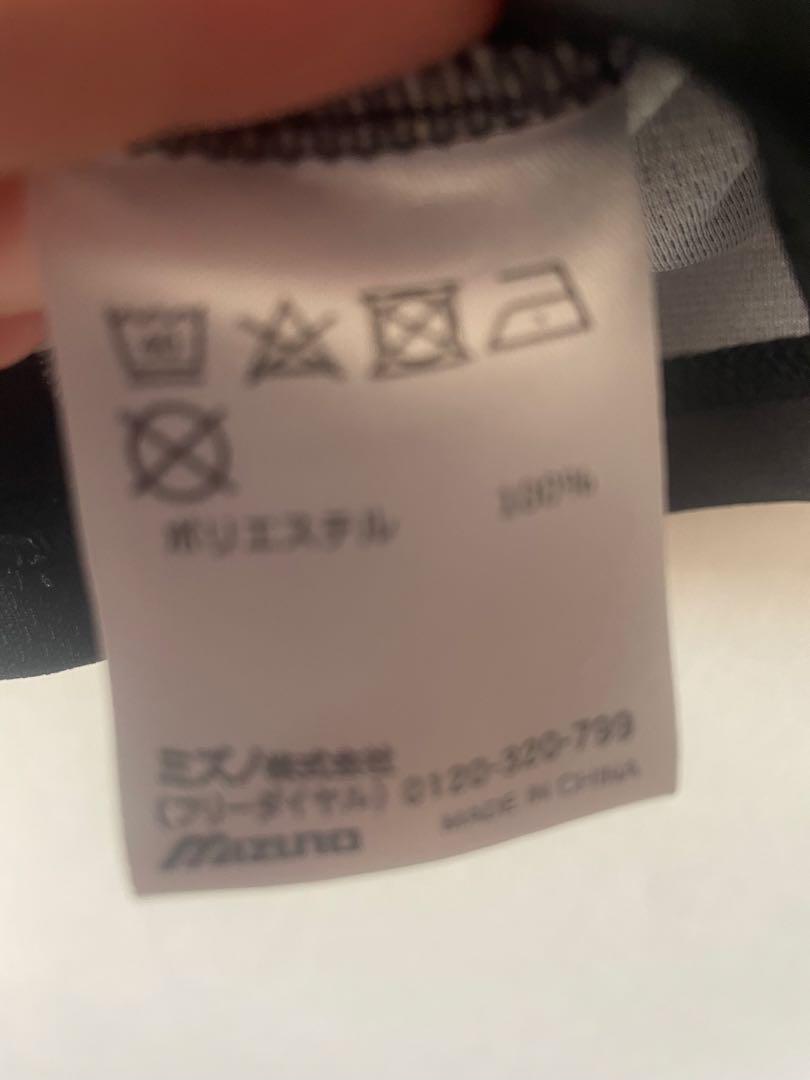 ポリエステル 100%
ミズノ株式会社
(フリーダイヤル) 0120-320-799
Mizuno MADE IN CHINA